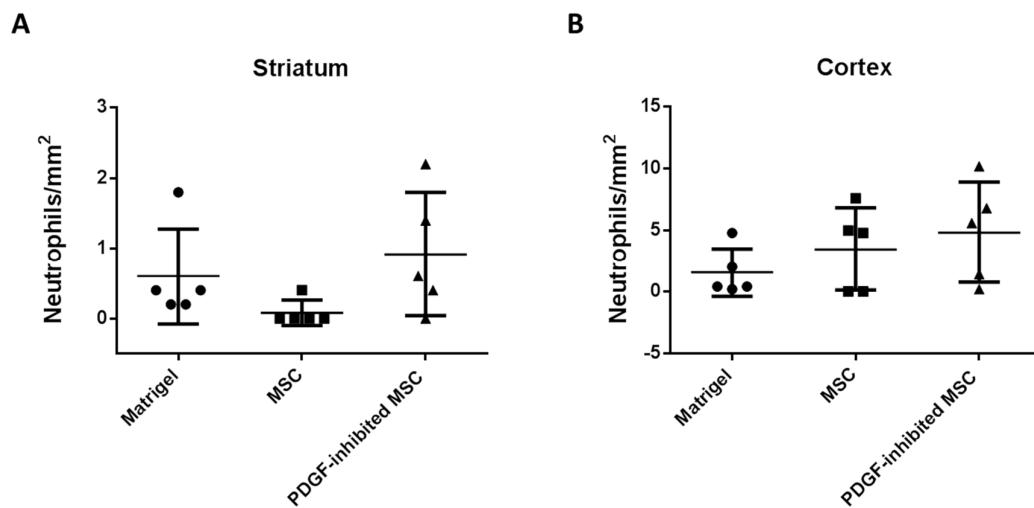 A
Striatum
Neutrophils/mm²
3
2
1
0
Matrigel
MSC
PDGF-inhibited MSC
B
Cortex
Neutrophils/mm²
15
10
5
0
-5
Matrigel
MSC
PDGF-inhibited MSC